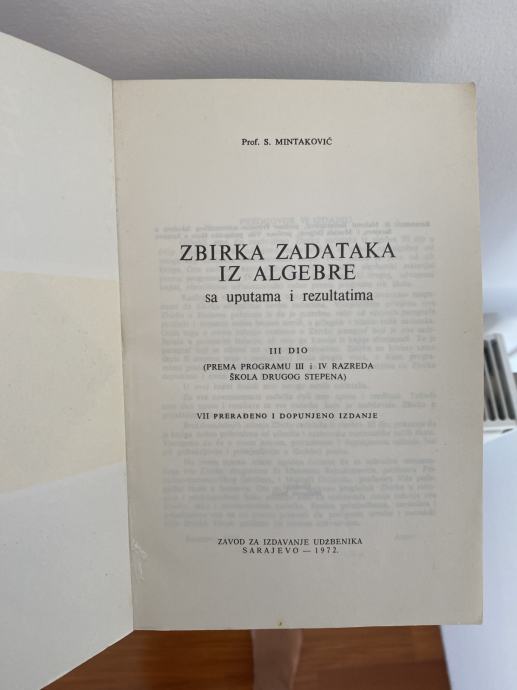 Prof. S. MINTAKOVIĆ
ZBIRKA ZADATAKA
IZ ALGEBRE
sa uputama i rezultatima
III DIO
(PREMA PROGRAMU III i IV RAZREDA
ŠKOLA DRUGOG STEPENA)
VII PRERAĐENO I DOPUNJENO IZDANJE
ZAVOD ZA IZDAVANJE UDŽBENIKA
SARAJEVO — 1972.